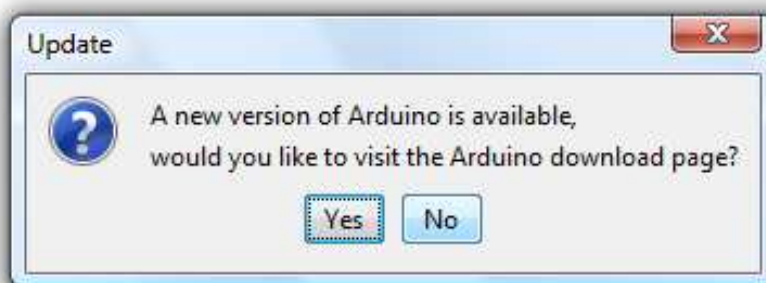 Update
A new version of Arduino is available,
would you like to visit the Arduino download page?
Yes No